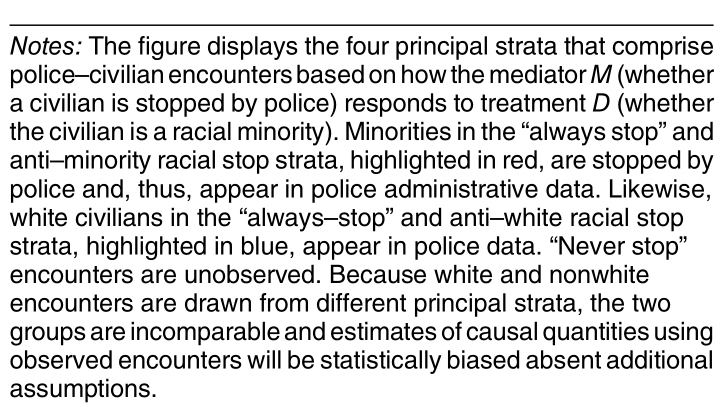 Notes: The figure displays the four principal strata that comprise
police–civilian encounters based on how the mediator M (whether
a civilian is stopped by police) responds to treatment D (whether
the civilian is a racial minority). Minorities in the “always stop” and
anti–minority racial stop strata, highlighted in red, are stopped by
police and, thus, appear in police administrative data. Likewise,
white civilians in the “always–stop” and anti–white racial stop
strata, highlighted in blue, appear in police data. “Never stop”
encounters are unobserved. Because white and nonwhite
encounters are drawn from different principal strata, the two
groups are incomparable and estimates of causal quantities using
observed encounters will be statistically biased absent additional
assumptions.